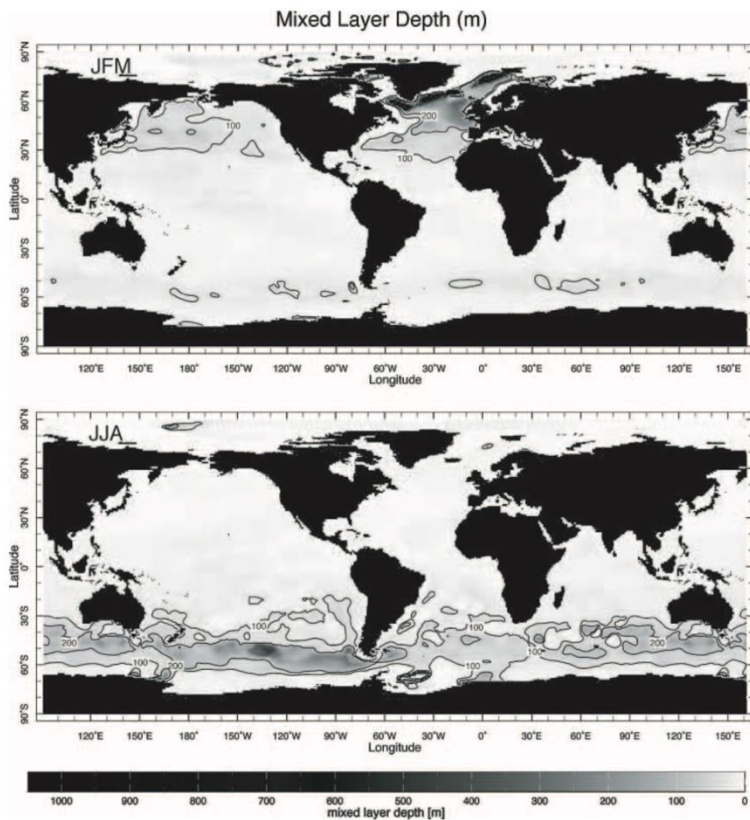 Mixed Layer Depth (m)
JFM
90°N
60°N
30°N
0°
30°S
60°S
90°S
Latitude
100
200
100
120°E 150°E 180°E 150°W 120°W 90°W 60°W 30°W 0° 30°E 60°E 90°E 120°E 150°E
Longitude
JJA
90°N
60°N
30°N
0°
30°S
60°S
90°S
Latitude
200
100
100
200
100
100
100
100
200
120°E 150°E 180°E 150°W 120°W 90°W 60°W 30°W 0° 30°E 60°E 90°E 120°E 150°E
Longitude
1000 900 800 700 600 500 400 300 200 100 0
mixed layer depth [m]